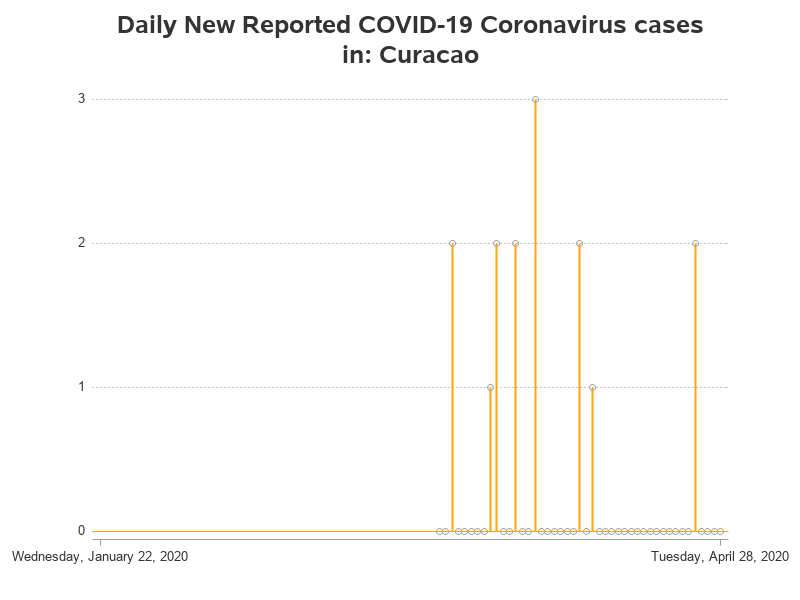 Daily New Reported COVID-19 Coronavirus cases
in: Curacao
3
2
1
0
Wednesday, January 22, 2020
Tuesday, April 28, 2020